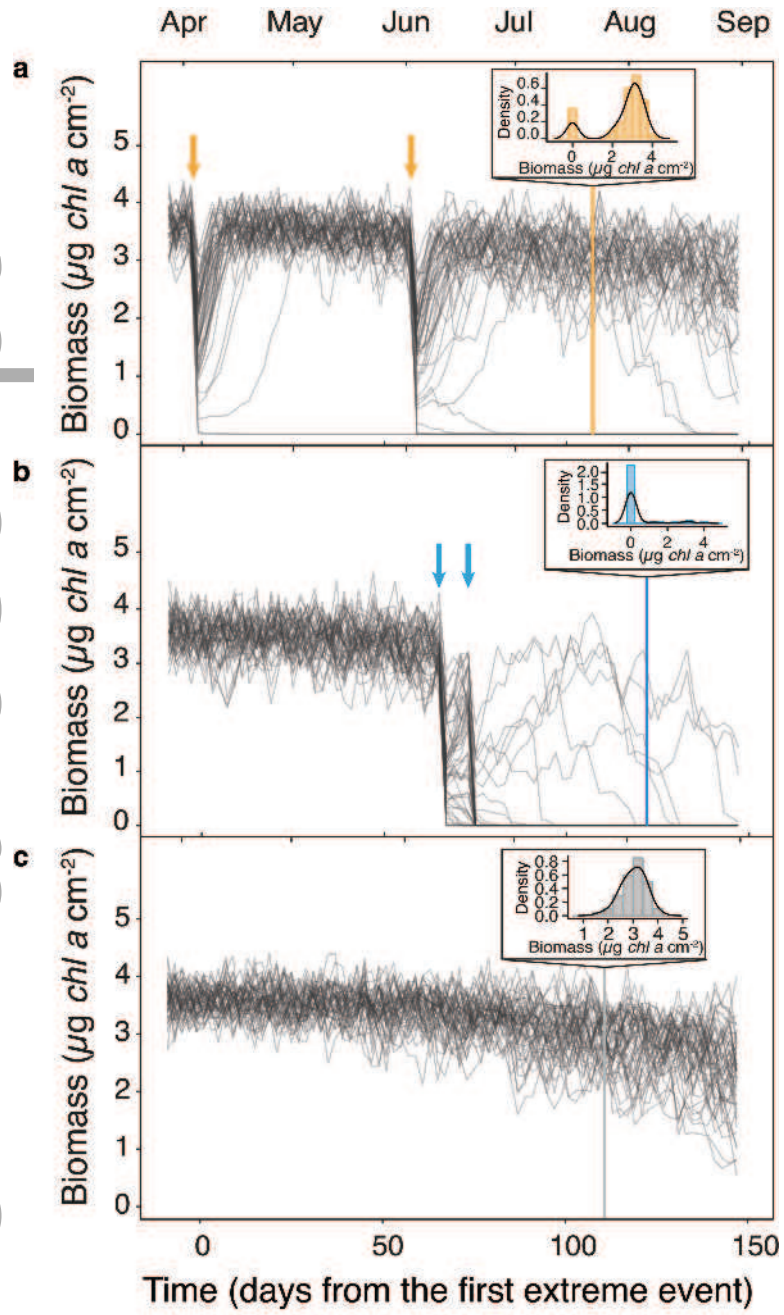 Apr May Jun Jul Aug Sep
a
Biomass (µg chl a cm-2)
5
4
3
2
1
0
Density
0.6
0.4
0.2
0.0
0 2 4
Biomass (µg chl a cm-2)
b
Biomass (µg chl a cm-2)
5
4
3
2
1
0
Density
2.0
1.5
1.0
0.5
0.0
0 2 4
Biomass (µg chl a cm-2)
c
Biomass (µg chl a cm-2)
5
4
3
2
1
0
Density
0.8
0.6
0.4
0.2
0.0
1 2 3 4 5
Biomass (µg chl a cm-2)
0 50 100 150
Time (days from the first extreme event)